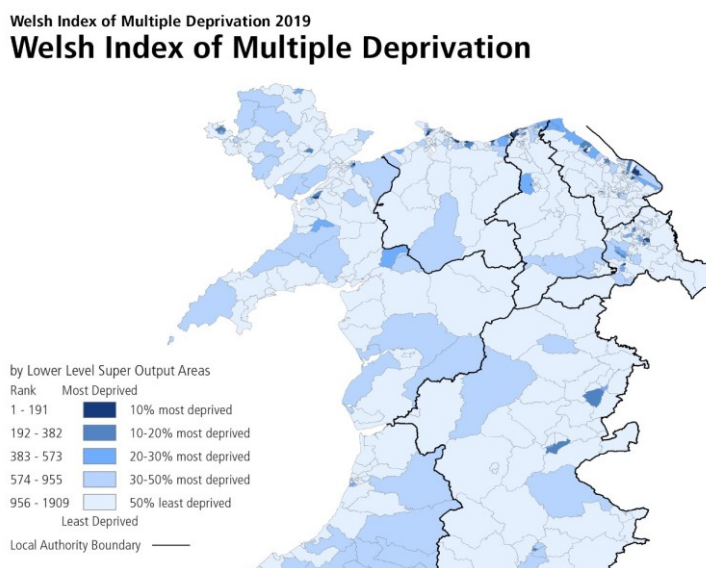 Welsh Index of Multiple Deprivation 2019
Welsh Index of Multiple Deprivation
by Lower Level Super Output Areas
Rank Most Deprived
1 - 191 10% most deprived
192 - 382 10-20% most deprived
383 - 573 20-30% most deprived
574 - 955 30-50% most deprived
956 - 1909 50% least deprived
Least Deprived
Local Authority Boundary